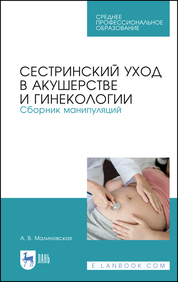 СРЕДНЕЕ
ПРОФЕССИОНАЛЬНОЕ
ОБРАЗОВАНИЕ
СЕСТРИНСКИЙ УХОД
В АКУШЕРСТВЕ
И ГИНЕКОЛОГИИ
Сборник манипуляций
А. В. Малиновская
ЛАНЬ
E.LANBOOK.COM